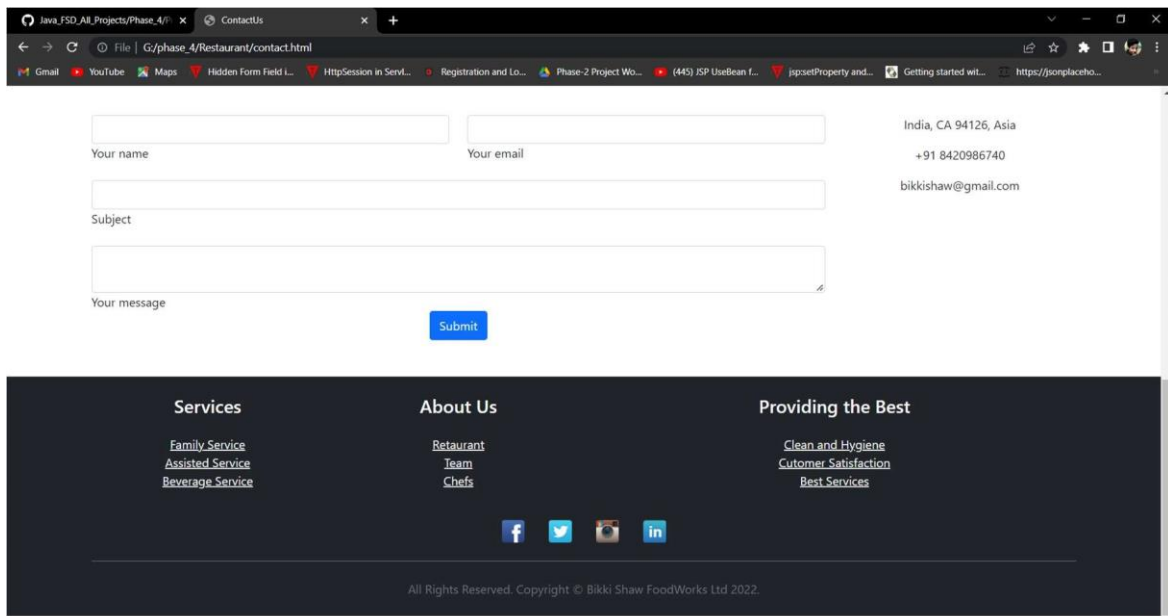 Java_FSD_All_Projects/Phase_4/
ContactUs
File
G:/phase_4/Restaurant/contact.html
Gmail
YouTube
Maps
Hidden Form Field i...
HttpSession in Servl...
Registration and Lo...
Phase-2 Project Wo...
(445) JSP UseBean f...
jsp:setProperty and...
Getting started wit...
https://jsonplaceho...
Your name
Your email
Subject
Your message
Submit
India, CA 94126, Asia
+91 8420986740
bikkishaw@gmail.com
Services
Family Service
Assisted Service
Beverage Service
About Us
Retaurant
Team
Chefs
Providing the Best
Clean and Hygiene
Cutomer Satisfaction
Best Services
f
in
All Rights Reserved. Copyright © Bikki Shaw FoodWorks Ltd 2022.